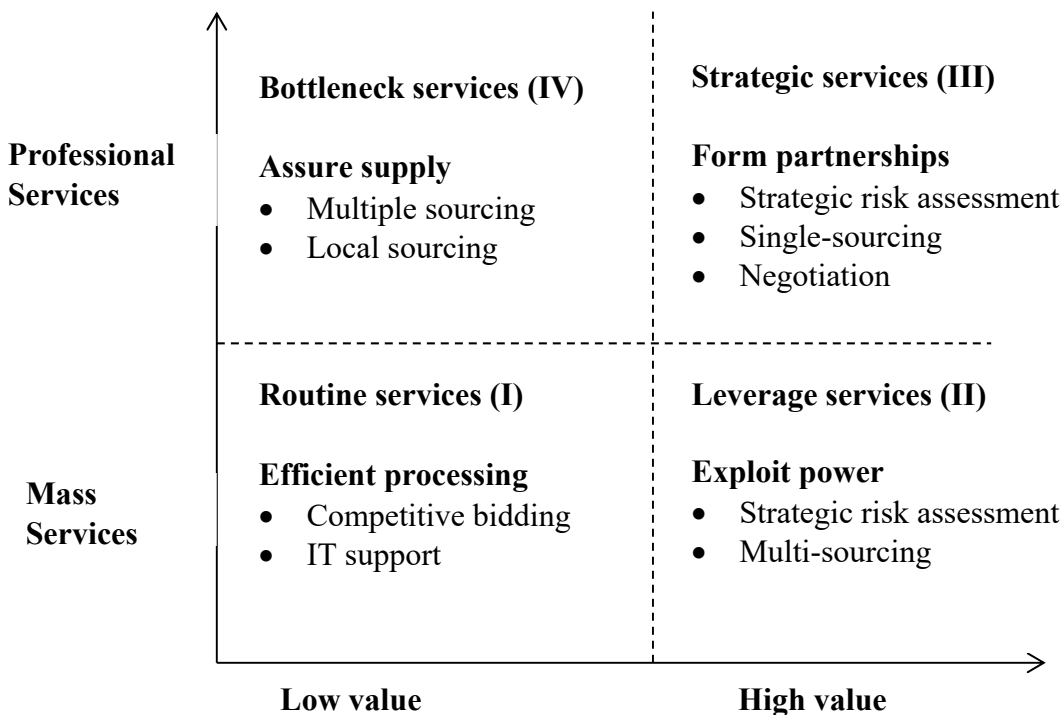 Bottleneck services (IV)
Strategic services (III)
Professional
Services
Assure supply
• Multiple sourcing
• Local sourcing
Form partnerships
• Strategic risk assessment
• Single-sourcing
• Negotiation
Routine services (I)
Leverage services (II)
Mass
Services
Efficient processing
• Competitive bidding
• IT support
Exploit power
• Strategic risk assessment
• Multi-sourcing
Low value
High value